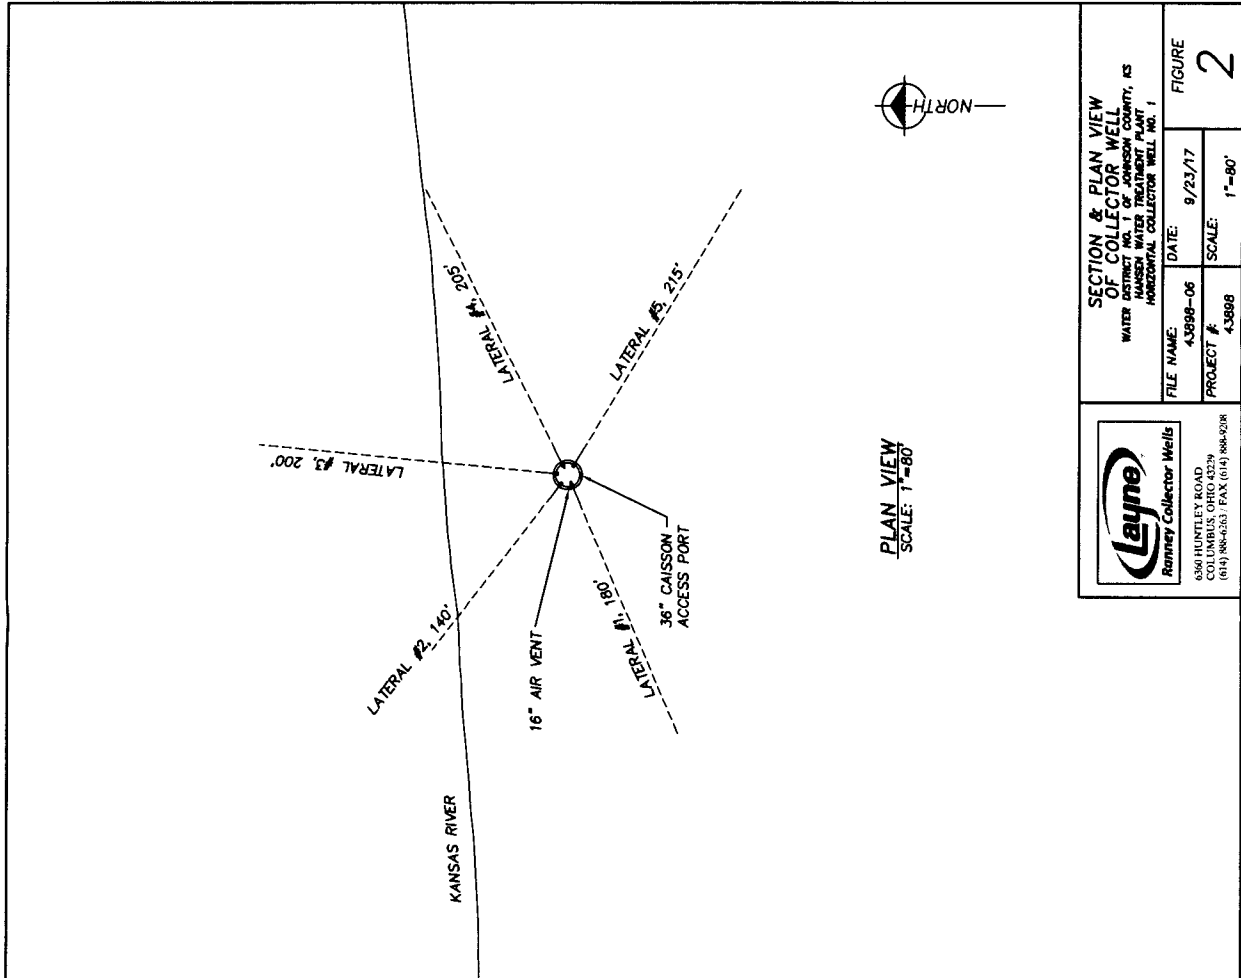 KANSAS RIVER
LATERAL #2, 140'
LATERAL #3, 200'
LATERAL #4, 205'
LATERAL #5, 215'
LATERAL #1, 180'
16" AIR VENT
36" CAISSON
ACCESS PORT
NORTH
PLAN VIEW
SCALE: 1"=80'
Layne
Ranney Collector Wells
6360 HUNTLEY ROAD
COLUMBUS, OHIO 43229
(614) 888-6263 / FAX (614) 888-9208
SECTION & PLAN VIEW
OF COLLECTOR WELL
WATER DISTRICT NO. 1 OF JOHNSON COUNTY, KS
HANSEN WATER TREATMENT PLANT
HORIZONTAL COLLECTOR WELL NO. 1
FILE NAME:
43898-06
DATE:
9/23/17
PROJECT #:
43898
SCALE:
1"=80'
FIGURE
2